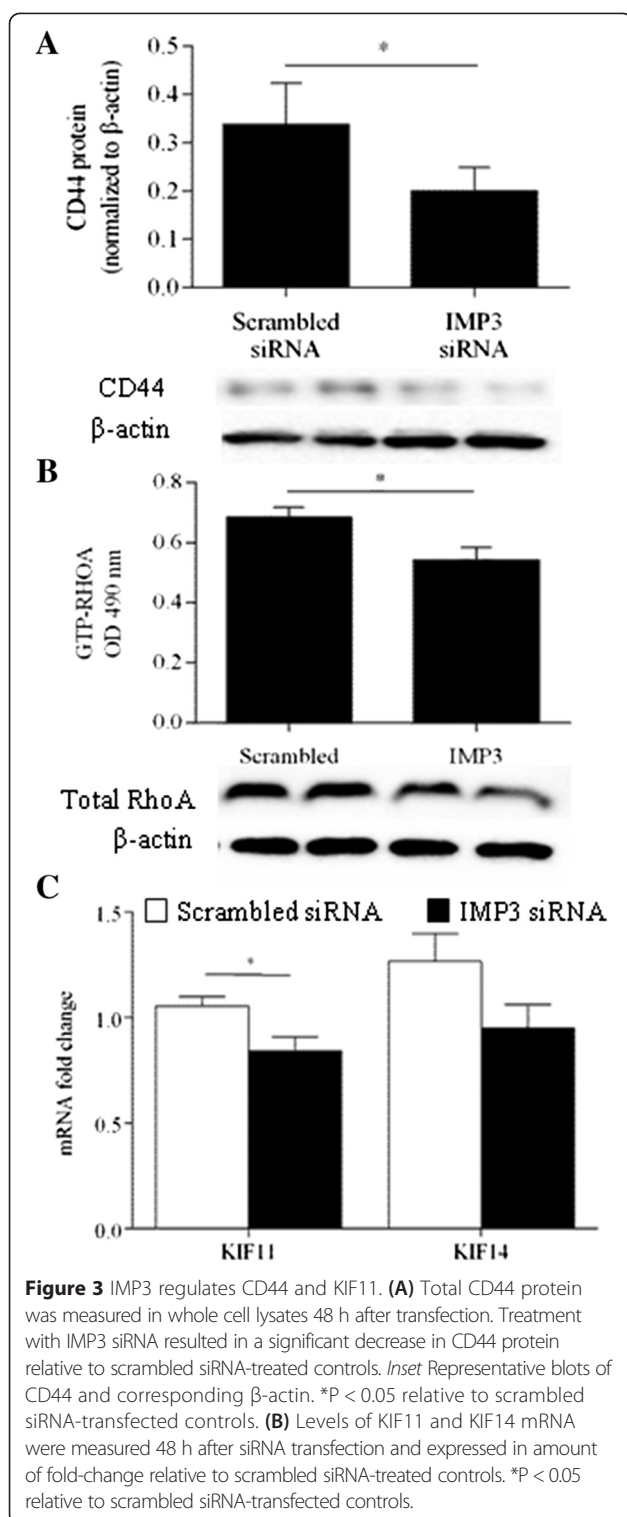 A
*
CD44 protein
(normalized to β-actin)
0.5
0.4
0.3
0.2
0.1
0.0
Scrambled siRNA
IMP3 siRNA
CD44
β-actin
B
*
GTP-RHOA
OD 490 nm
0.8
0.6
0.4
0.2
0.0
Scrambled
IMP3
Total RhoA
β-actin
C
Scrambled siRNA
IMP3 siRNA
*
mRNA fold change
1.5
1.0
0.5
0.0
KIF11
KIF14
Figure 3 IMP3 regulates CD44 and KIF11. (A) Total CD44 protein
was measured in whole cell lysates 48 h after transfection. Treatment
with IMP3 siRNA resulted in a significant decrease in CD44 protein
relative to scrambled siRNA-treated controls. Inset Representative blots of
CD44 and corresponding β-actin. *P < 0.05 relative to scrambled
siRNA-transfected controls. (B) Levels of KIF11 and KIF14 mRNA
were measured 48 h after siRNA transfection and expressed in amount
of fold-change relative to scrambled siRNA-treated controls. *P < 0.05
relative to scrambled siRNA-transfected controls.